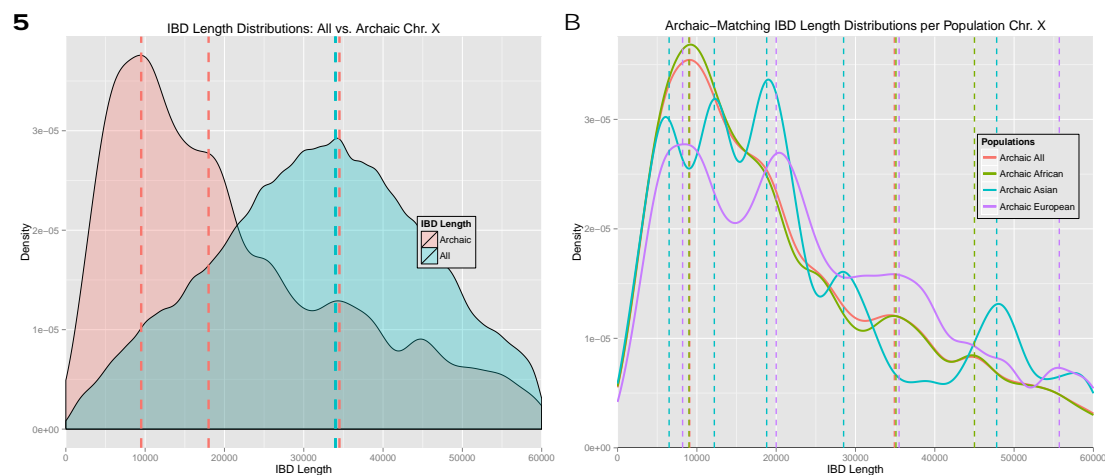 5
IBD Length Distributions: All vs. Archaic Chr. X
3e−05
2e−05
1e−05
0e+00
Density
IBD Length
Archaic
All
0
10000
20000
30000
40000
50000
60000
IBD Length
B
Archaic−Matching IBD Length Distributions per Population Chr. X
3e−05
2e−05
1e−05
0e+00
Density
Populations
Archaic All
Archaic African
Archaic Asian
Archaic European
0
10000
20000
30000
40000
50000
60000
IBD Length